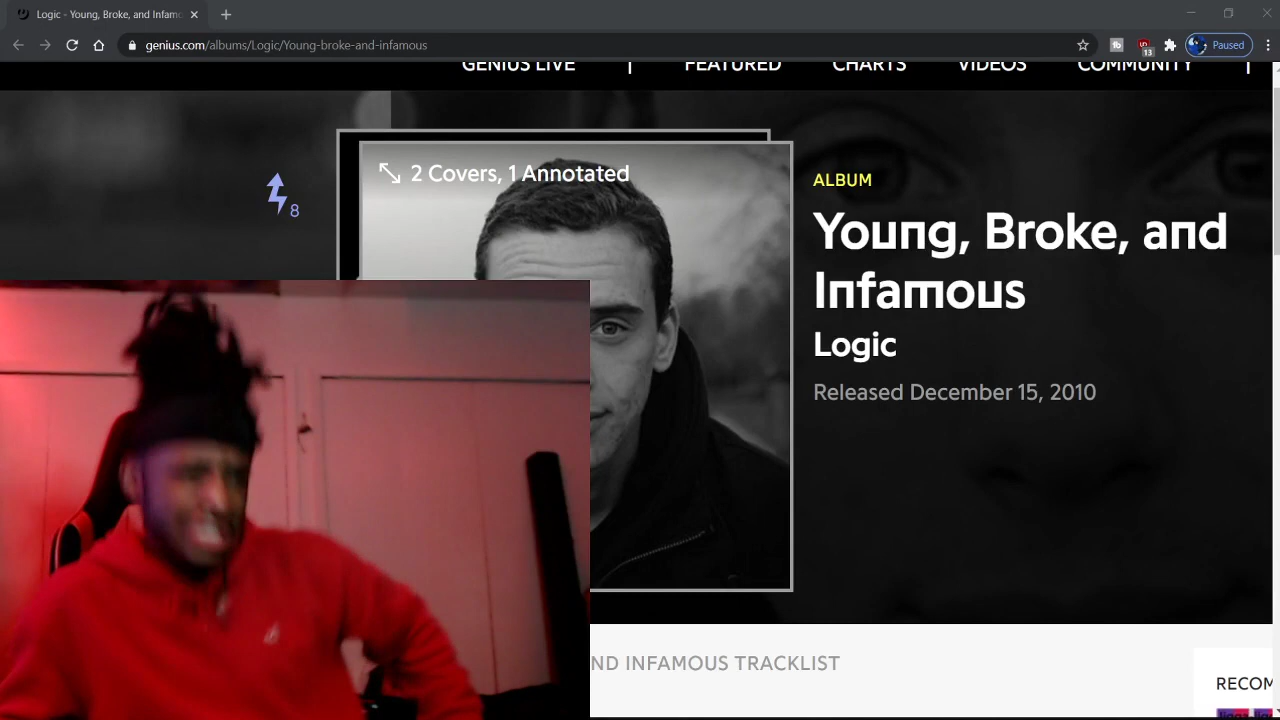 Logic - Young, Broke, and Infamo
genius.com/albums/Logic/Young-broke-and-infamous
13
Paused
GENIUS LIVE | FEATURED CHARTS VIDEOS COMMUNITY |
2 Covers, 1 Annotated
8
ALBUM
Young, Broke, and
Infamous
Logic
Released December 15, 2010
ND INFAMOUS TRACKLIST
RECOM